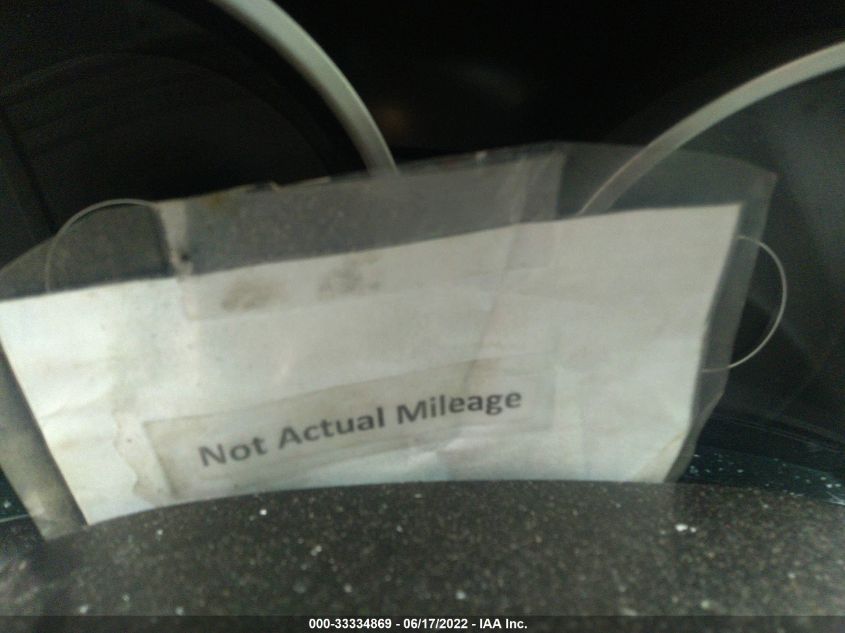 Not Actual Mileage
000-33334869 - 06/17/2022 - IAA Inc.